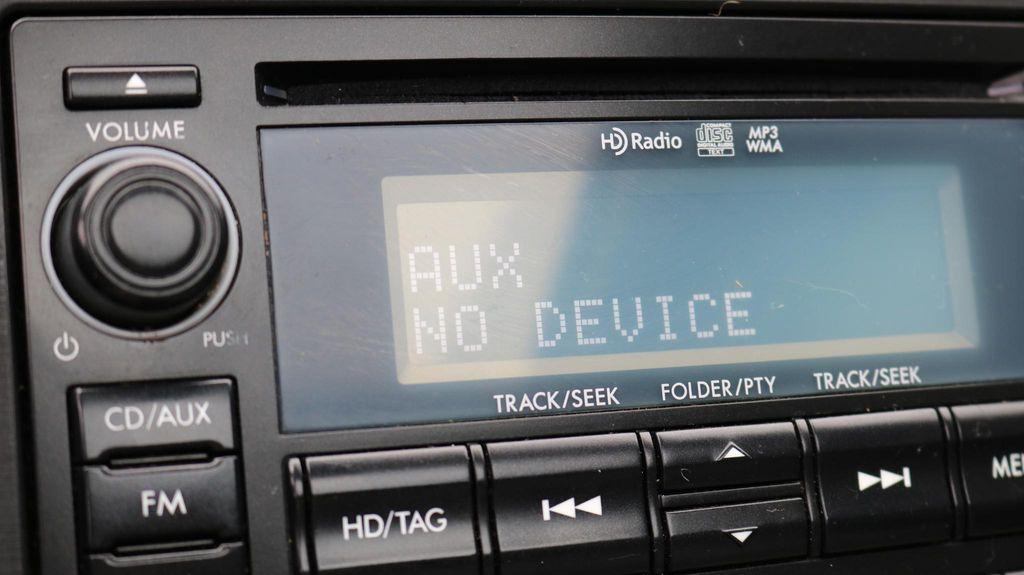 VOLUME
HD Radio
COMPACT
disc
DIGITAL AUDIO
TEXT
MP3
WMA
AUX
NO DEVICE
PUSH
TRACK/SEEK
FOLDER/PTY
TRACK/SEEK
CD/AUX
FM
HD/TAG